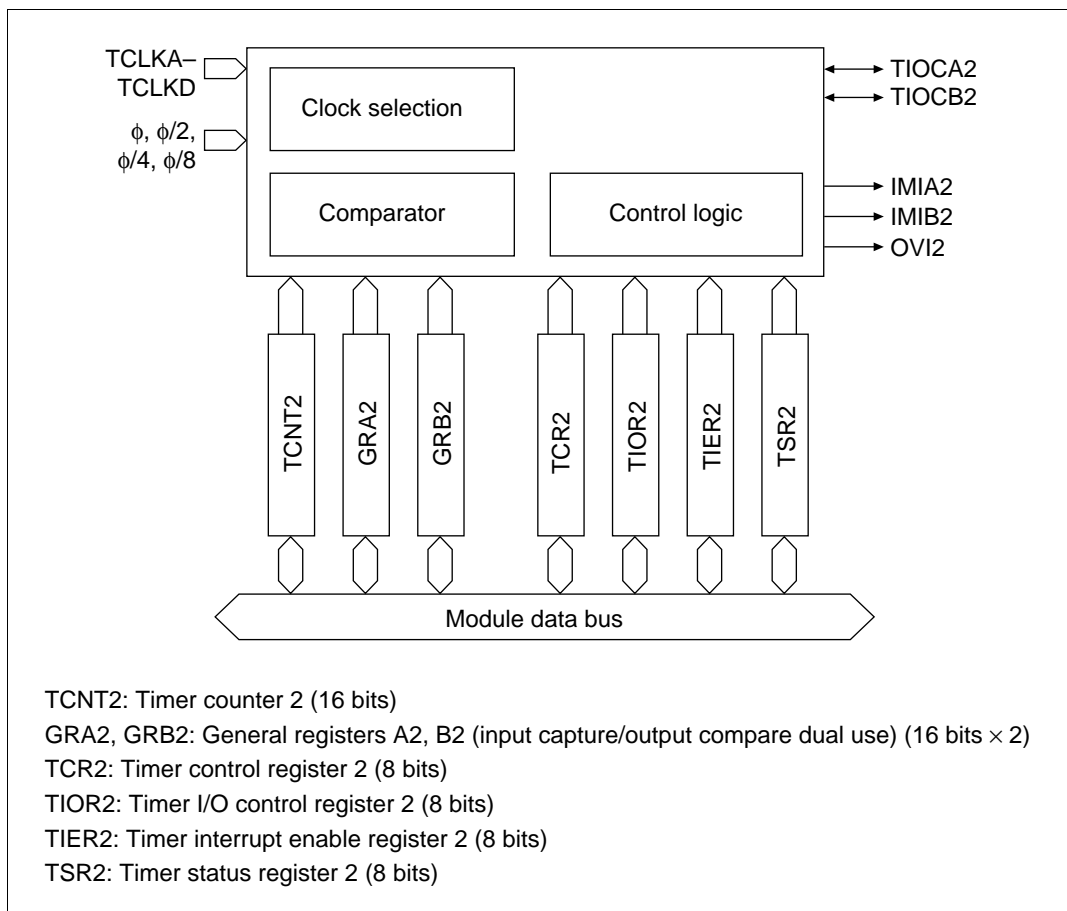 TCLKA–
TCLKD
ϕ, ϕ/2,
ϕ/4, ϕ/8
Clock selection
Comparator
Control logic
TIOCA2
TIOCB2
IMIA2
IMIB2
OVI2
TCNT2
GRA2
GRB2
TCR2
TIOR2
TIER2
TSR2
Module data bus
TCNT2: Timer counter 2 (16 bits)
GRA2, GRB2: General registers A2, B2 (input capture/output compare dual use) (16 bits × 2)
TCR2: Timer control register 2 (8 bits)
TIOR2: Timer I/O control register 2 (8 bits)
TIER2: Timer interrupt enable register 2 (8 bits)
TSR2: Timer status register 2 (8 bits)